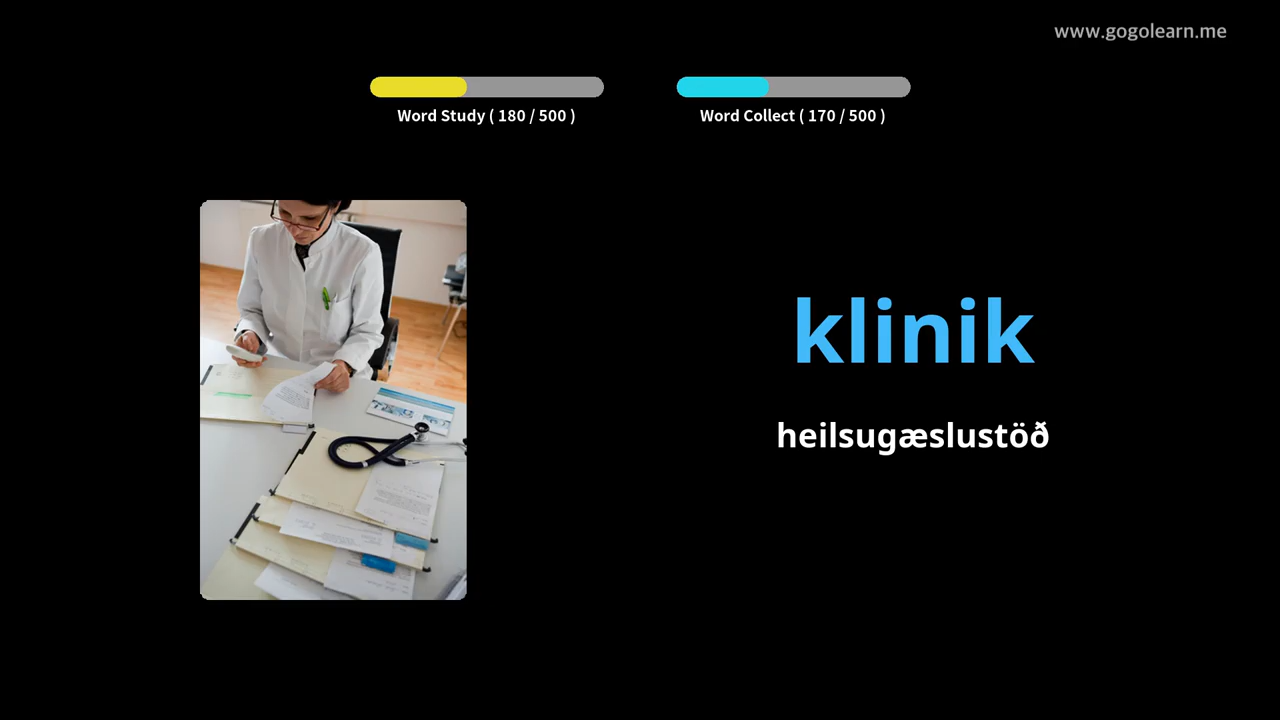 www.gogolearn.me
Word Study ( 180 / 500 )
Word Collect ( 170 / 500 )
klinik
heilsugæslustöð